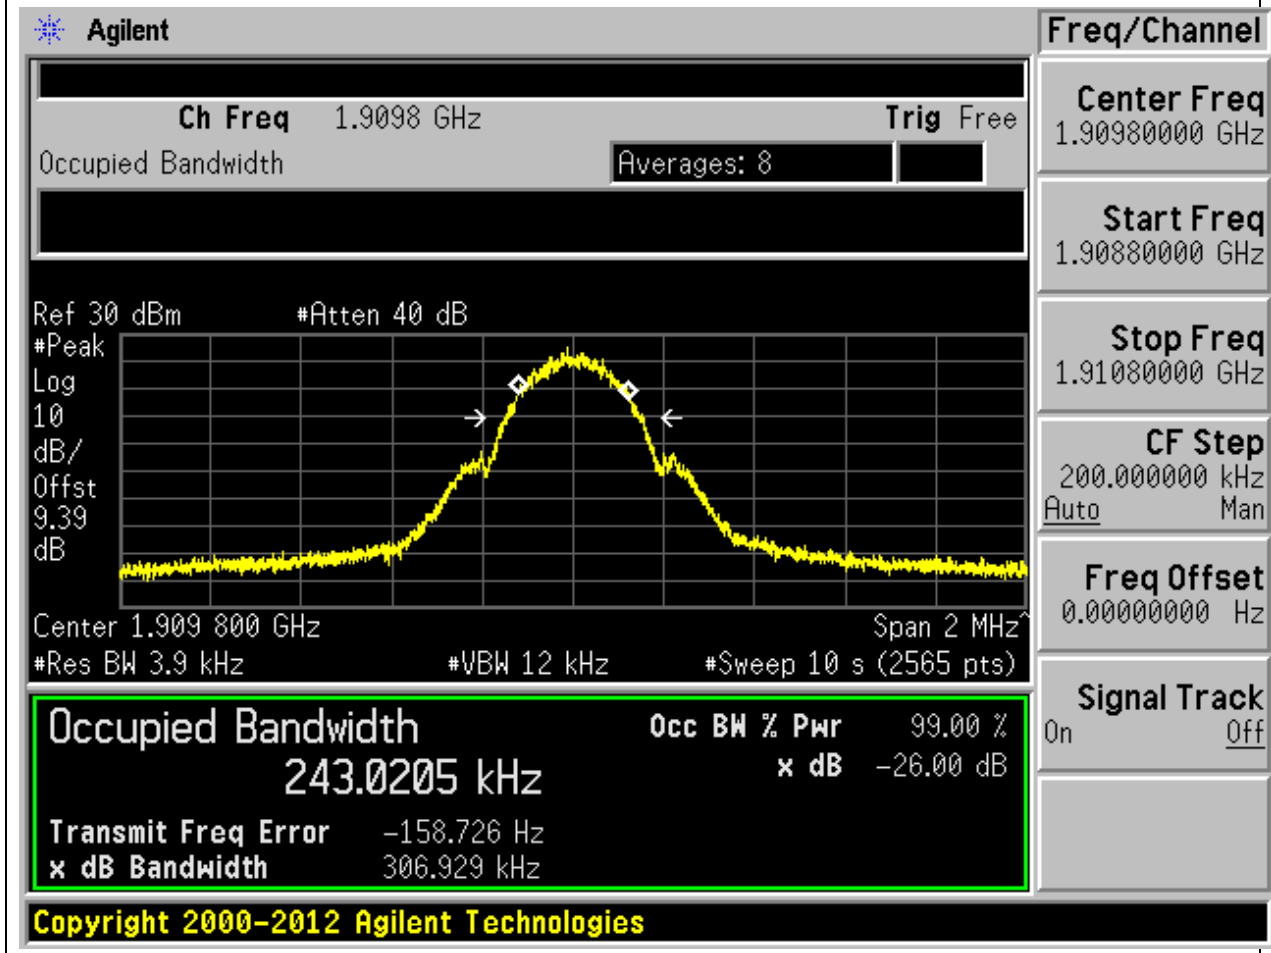 Agilent
Freq/Channel
Ch Freq 1.9098 GHz Trig Free
Occupied Bandwidth Averages: 8
Center Freq
1.90980000 GHz
Start Freq
1.90880000 GHz
Stop Freq
1.91080000 GHz
CF Step
200.000000 kHz
Auto Man
Freq Offset
0.00000000 Hz
Signal Track
On Off
Ref 30 dBm #Atten 40 dB
#Peak
Log
10
dB/
Offst
9.39
dB
Center 1.909 800 GHz Span 2 MHz^
#Res BW 3.9 kHz #VBW 12 kHz #Sweep 10 s (2565 pts)
Occupied Bandwidth
243.0205 kHz
Occ BW % Pwr 99.00 %
x dB -26.00 dB
Transmit Freq Error -158.726 Hz
x dB Bandwidth 306.929 kHz
Copyright 2000-2012 Agilent Technologies